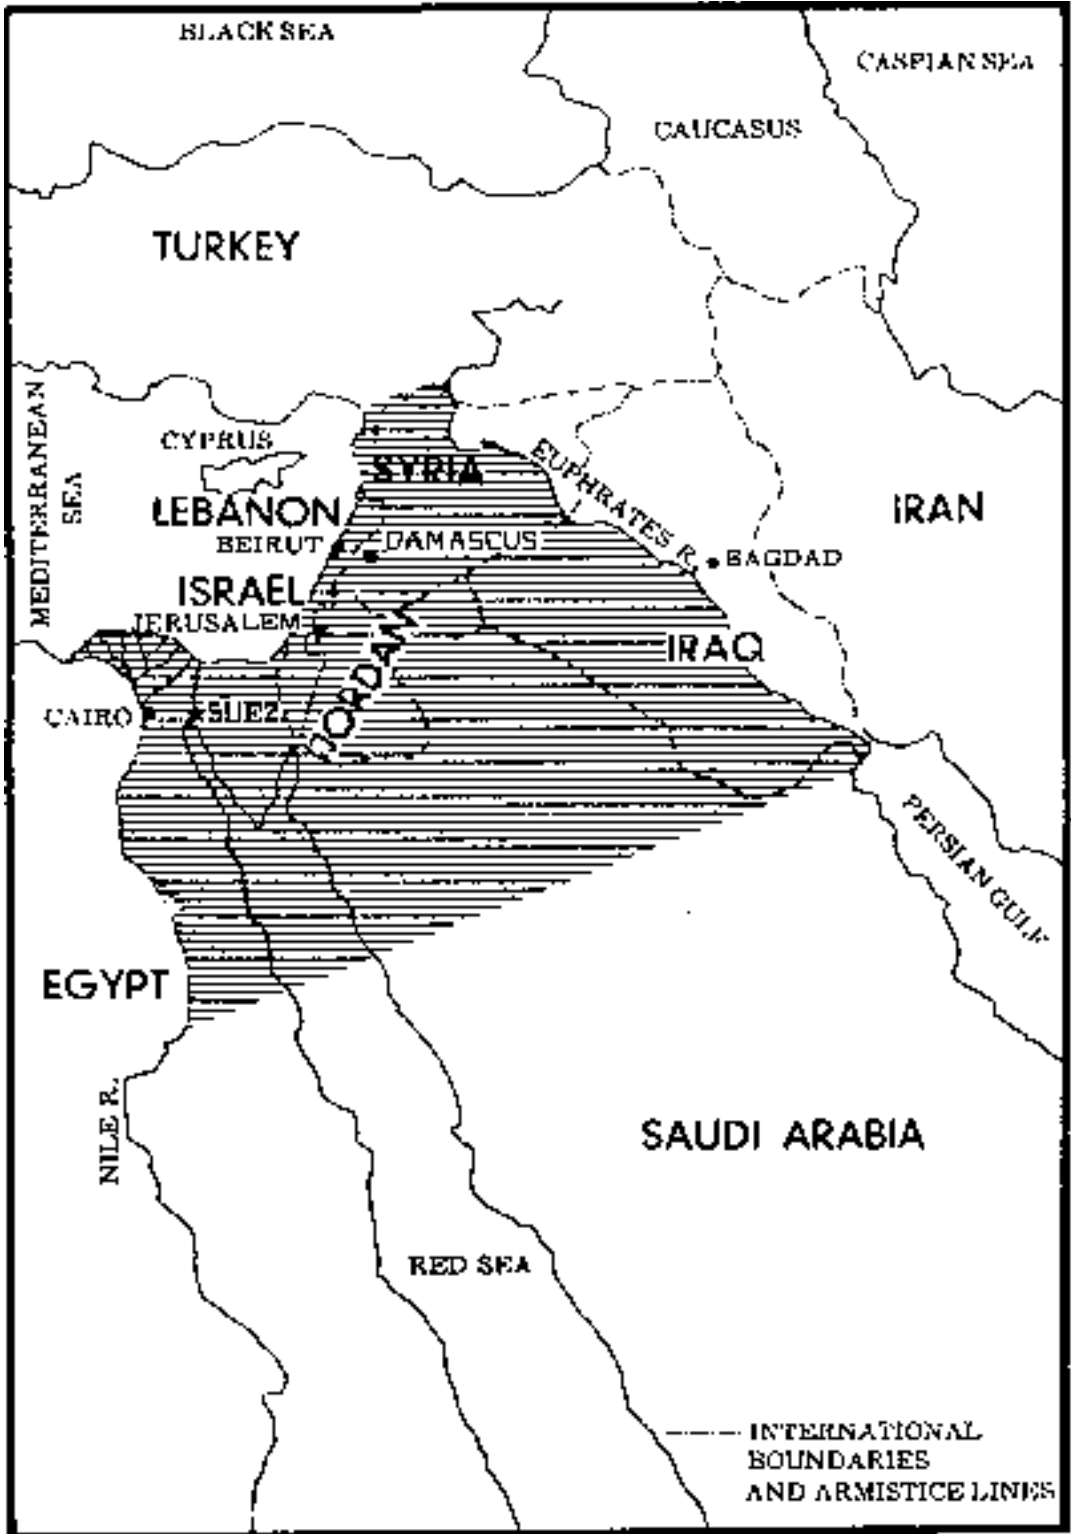 BLACK SEA
CASPIAN SEA
CAUCASUS
TURKEY
MEDITERRANEAN
SEA
CYPRUS
SYRIA
EUPHRATES R.
LEBANON
IRAN
BEIRUT
DAMASCUS
BAGDAD
ISRAEL
JERUSALEM
JORDAN
IRAQ
CAIRO
SUEZ
PERSIAN GULF
EGYPT
NILE R.
SAUDI ARABIA
RED SEA
INTERNATIONAL
BOUNDARIES
AND ARMISTICE LINES